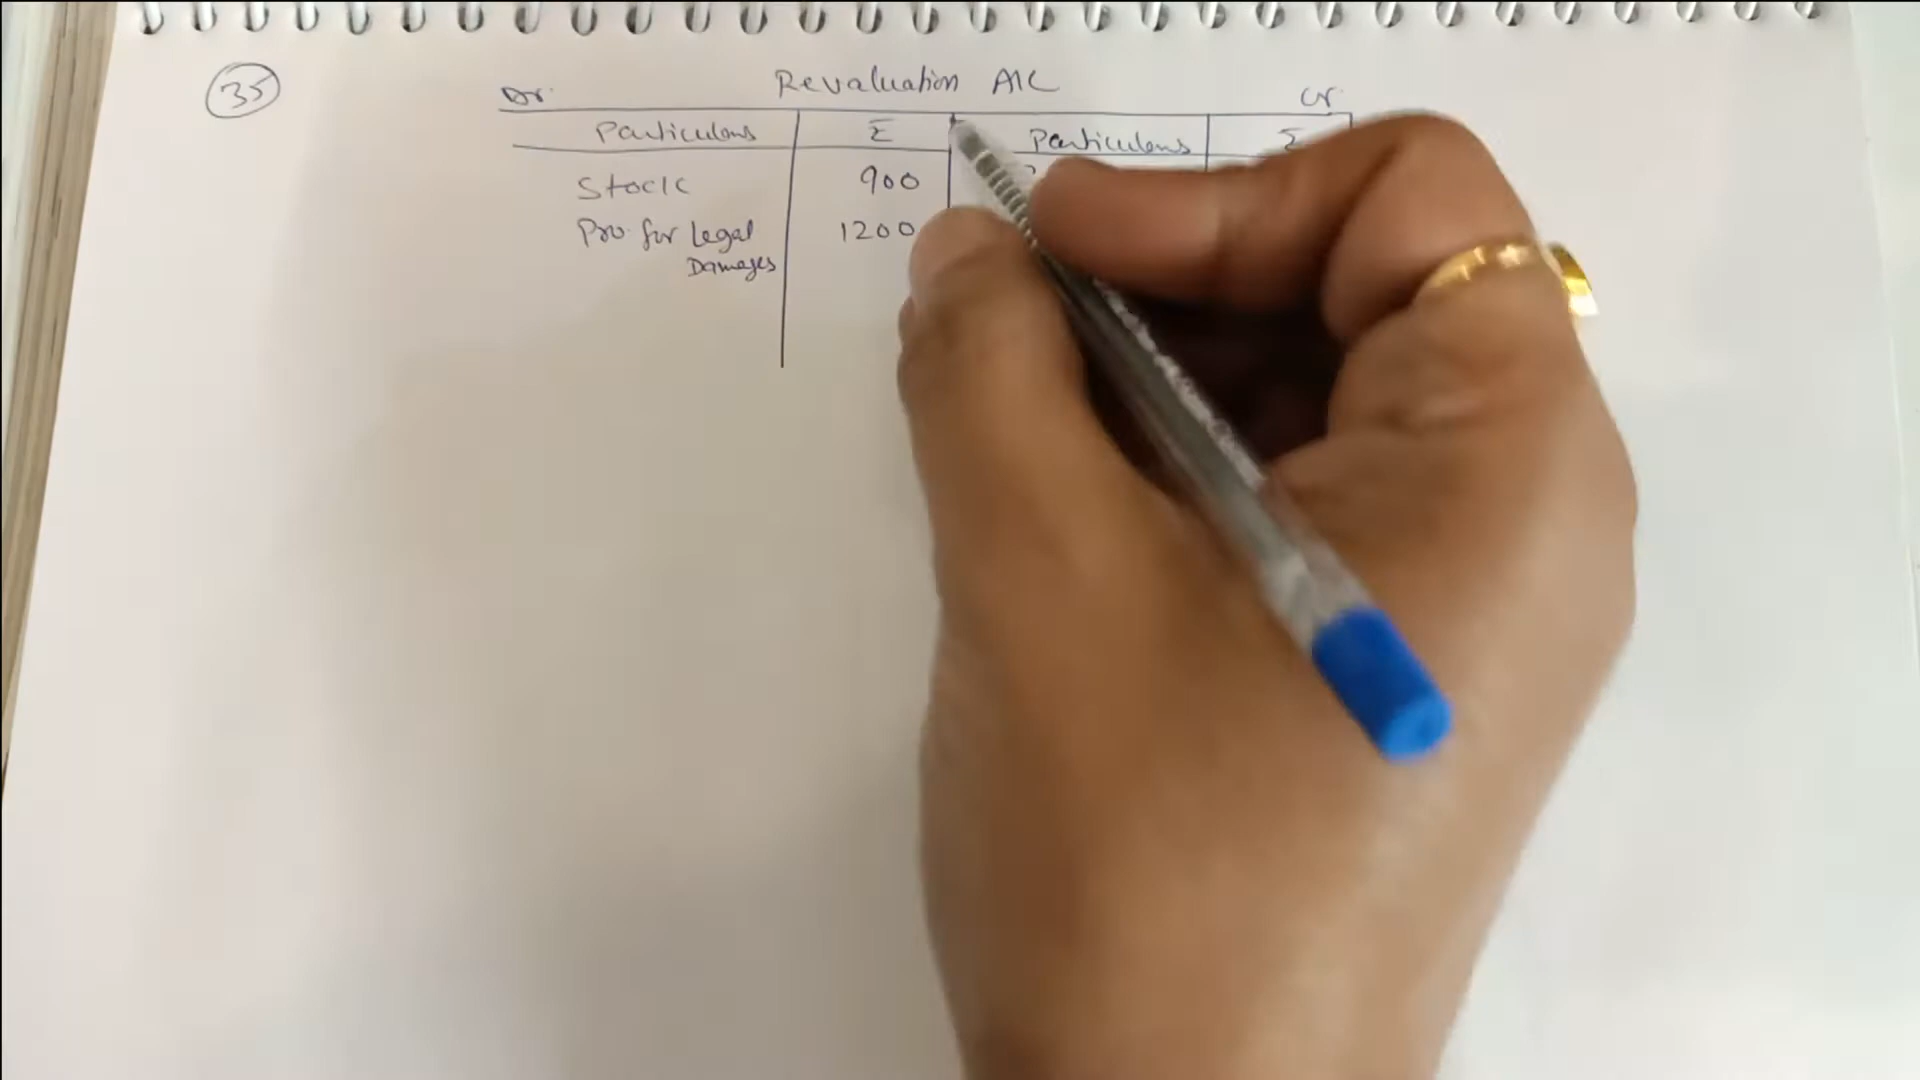 35
Revaluation A/C
Dr. Cr.
Particulars ₹ Particulars ₹
Stock 900
Pro. for Legal 1200
Damages